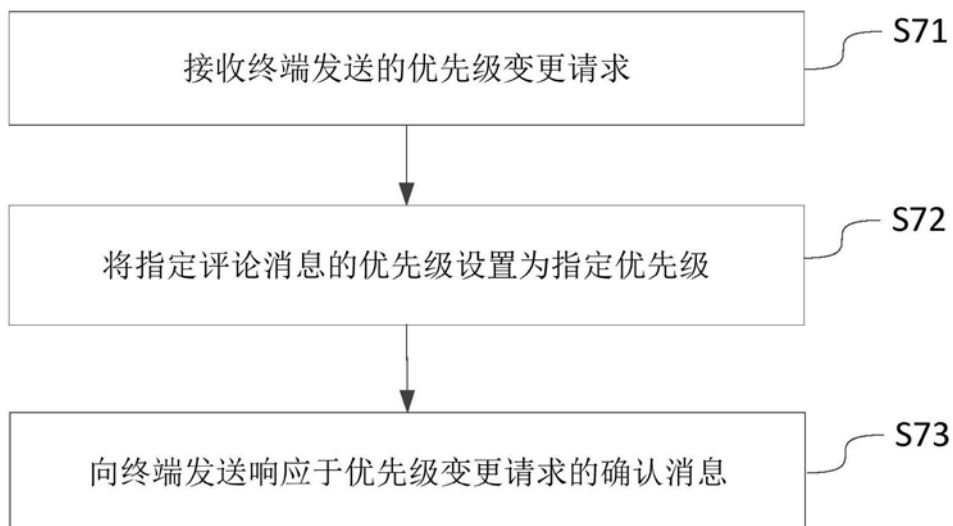 接收终端发送的优先级变更请求
S71
将指定评论消息的优先级设置为指定优先级
S72
向终端发送响应于优先级变更请求的确认消息
S73